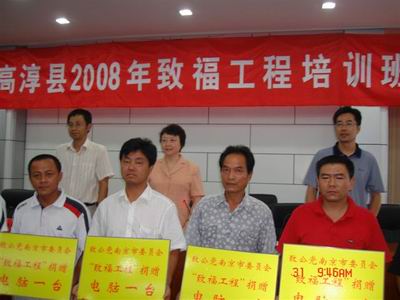 高淳县2008年致福工程培训班
致公党南京市委员会
"致福工程"捐赠
电脑一台
致公党南京市委员会
"致福工程"捐赠
电脑一台
致公党南京市委员会
"致福工程"捐赠
电脑
致公党南京市委员会
"致福工程"捐赠
31 9:46AM